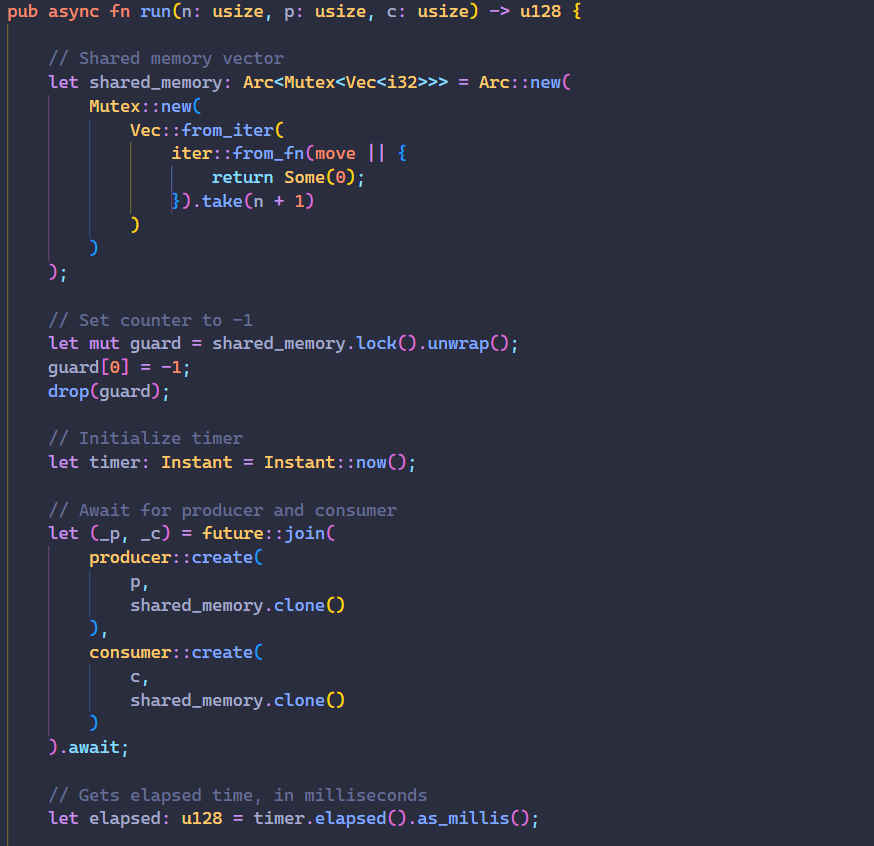 pub async fn run(n: usize, p: usize, c: usize) -> u128 {
// Shared memory vector
let shared_memory: Arc<Mutex<Vec<i32>>> = Arc::new(
Mutex::new(
Vec::from_iter(
iter::from_fn(move || {
return Some(0);
}).take(n + 1)
)
)
);
// Set counter to -1
let mut guard = shared_memory.lock().unwrap();
guard[0] = -1;
drop(guard);
// Initialize timer
let timer: Instant = Instant::now();
// Await for producer and consumer
let (_p, _c) = future::join(
producer::create(
p,
shared_memory.clone()
),
consumer::create(
c,
shared_memory.clone()
)
).await;
// Gets elapsed time, in milliseconds
let elapsed: u128 = timer.elapsed().as_millis();